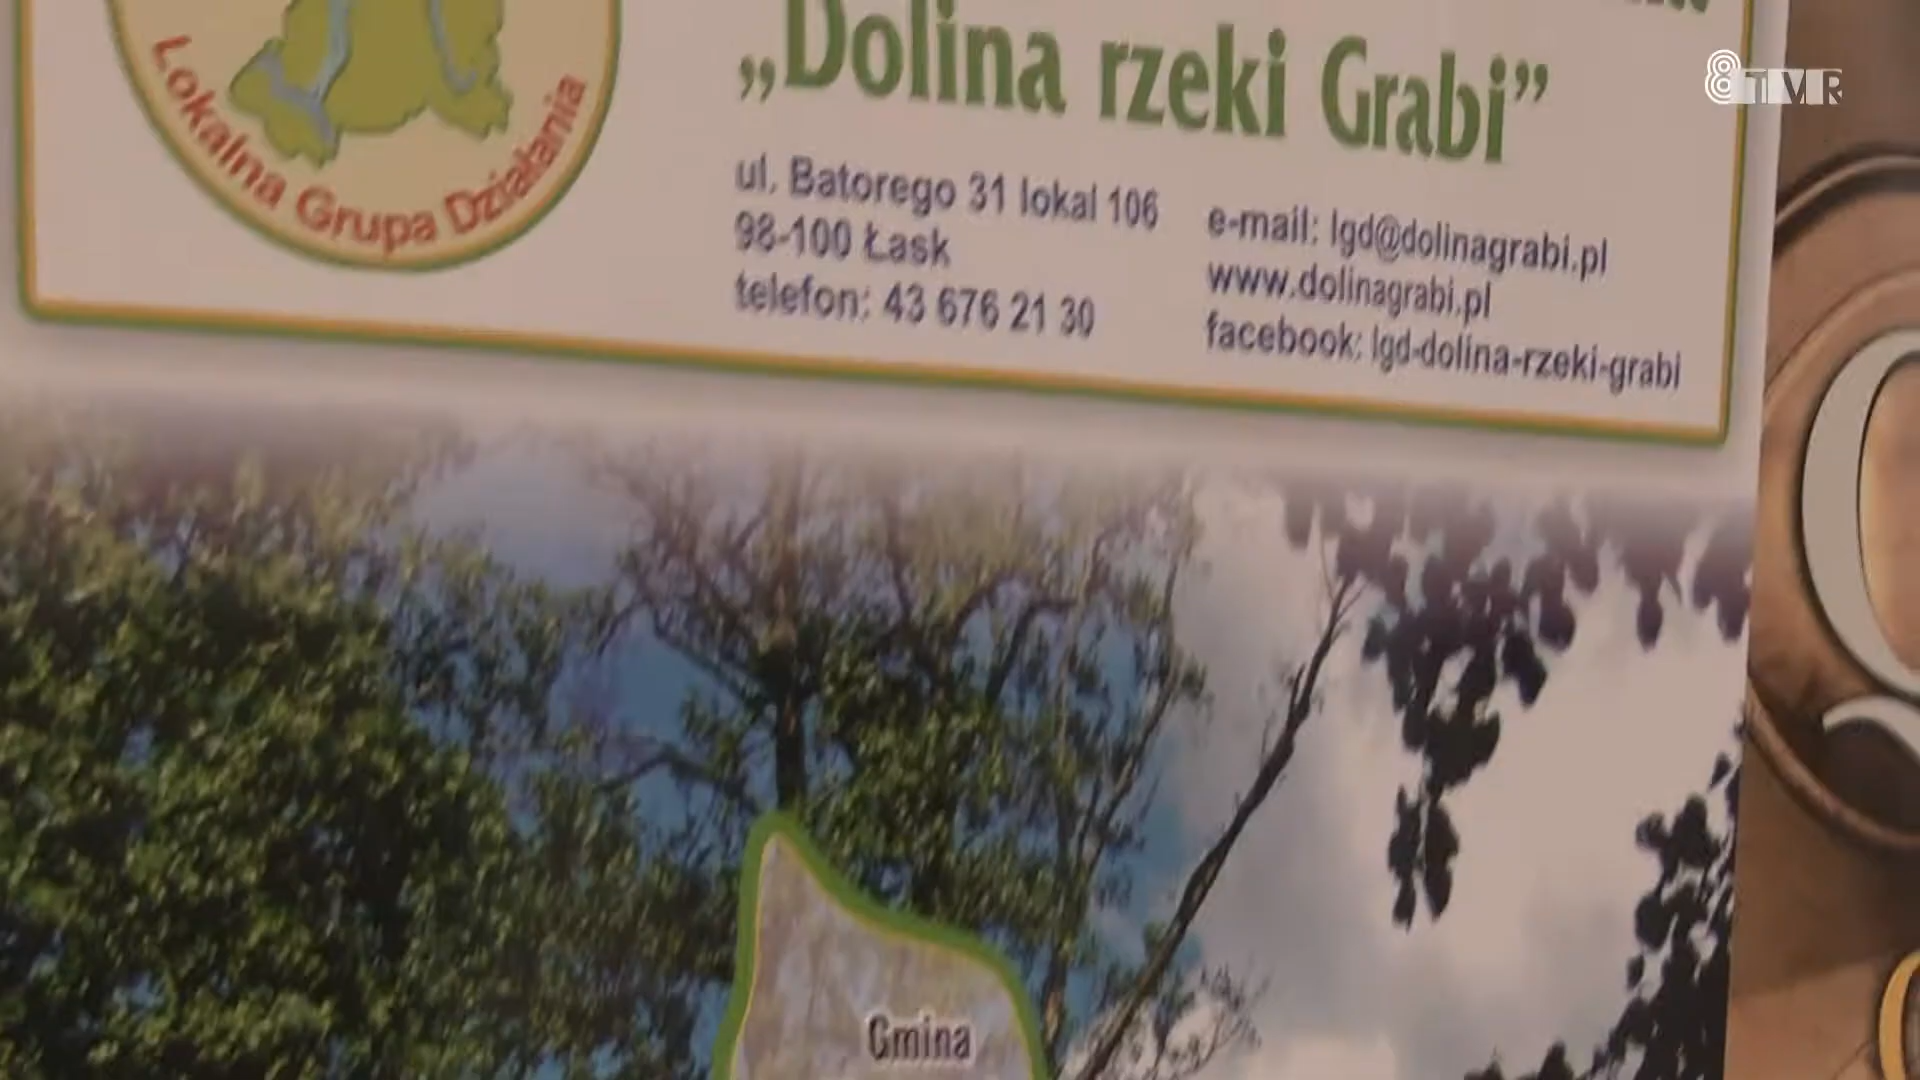 „Dolina rzeki Grabi”
8TVR
Lokalna Grupa Działania
ul. Batorego 31 lokal 106
98-100 Łask
telefon: 43 676 21 30
e-mail: lgd@dolinagrabi.pl
www.dolinagrabi.pl
facebook: lgd-dolina-rzeki-grabi
Gmina